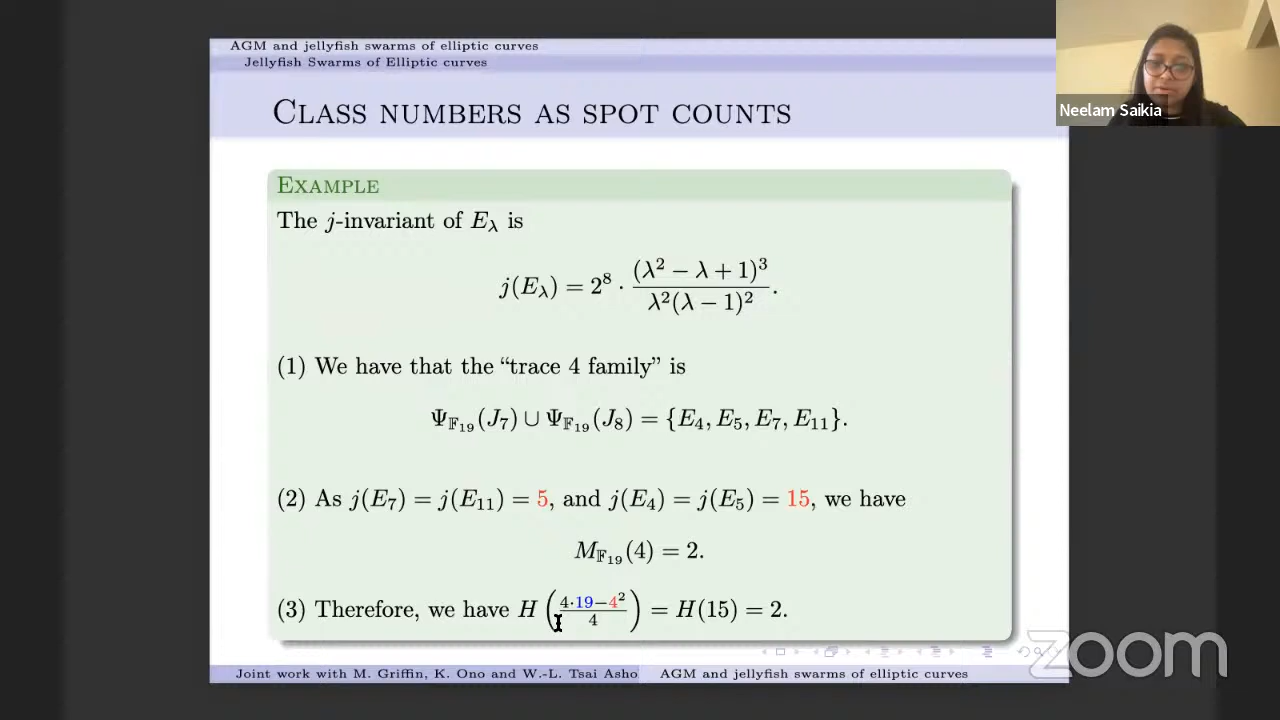 AGM and jellyfish swarms of elliptic curves
Jellyfish Swarms of Elliptic curves
Class numbers as spot counts
Neelam Saikia
Example
The j-invariant of E_λ is
j(E_λ) = 2^8 · (λ^2 − λ + 1)^3 / λ^2(λ − 1)^2.
(1) We have that the “trace 4 family” is
Ψ_{𝔽_19}(J_7) ∪ Ψ_{𝔽_19}(J_8) = {E_4, E_5, E_7, E_11}.
(2) As j(E_7) = j(E_11) = 5, and j(E_4) = j(E_5) = 15, we have
M_{𝔽_19}(4) = 2.
(3) Therefore, we have H((4·19−4^2)/4) = H(15) = 2.
Joint work with M. Griffin, K. Ono and W.-L. Tsai Asho
AGM and jellyfish swarms of elliptic curves
zoom